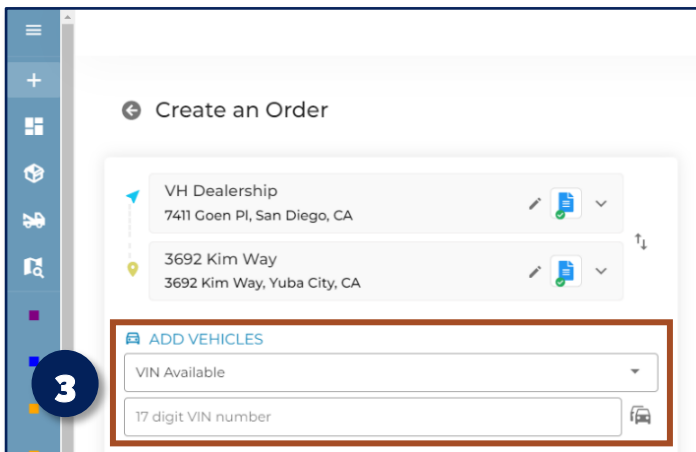 Create an Order
VH Dealership
7411 Goen Pl, San Diego, CA
3692 Kim Way
3692 Kim Way, Yuba City, CA
ADD VEHICLES
VIN Available
17 digit VIN number
3